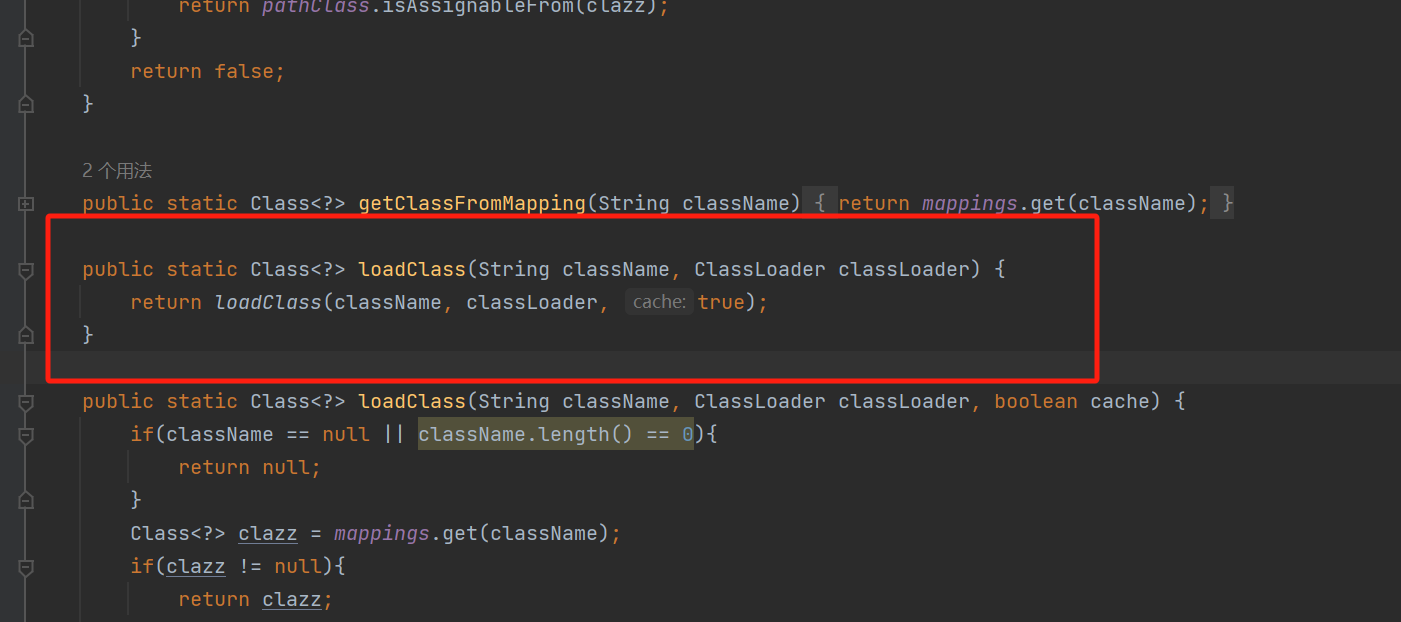 return pathClass.isAssignableFrom(clazz);
}
return false;
}
2 个用法
public static Class<?> getClassFromMapping(String className) { return mappings.get(className); }
public static Class<?> loadClass(String className, ClassLoader classLoader) {
return loadClass(className, classLoader, cache: true);
}
public static Class<?> loadClass(String className, ClassLoader classLoader, boolean cache) {
if(className == null || className.length() == 0){
return null;
}
Class<?> clazz = mappings.get(className);
if(clazz != null){
return clazz;